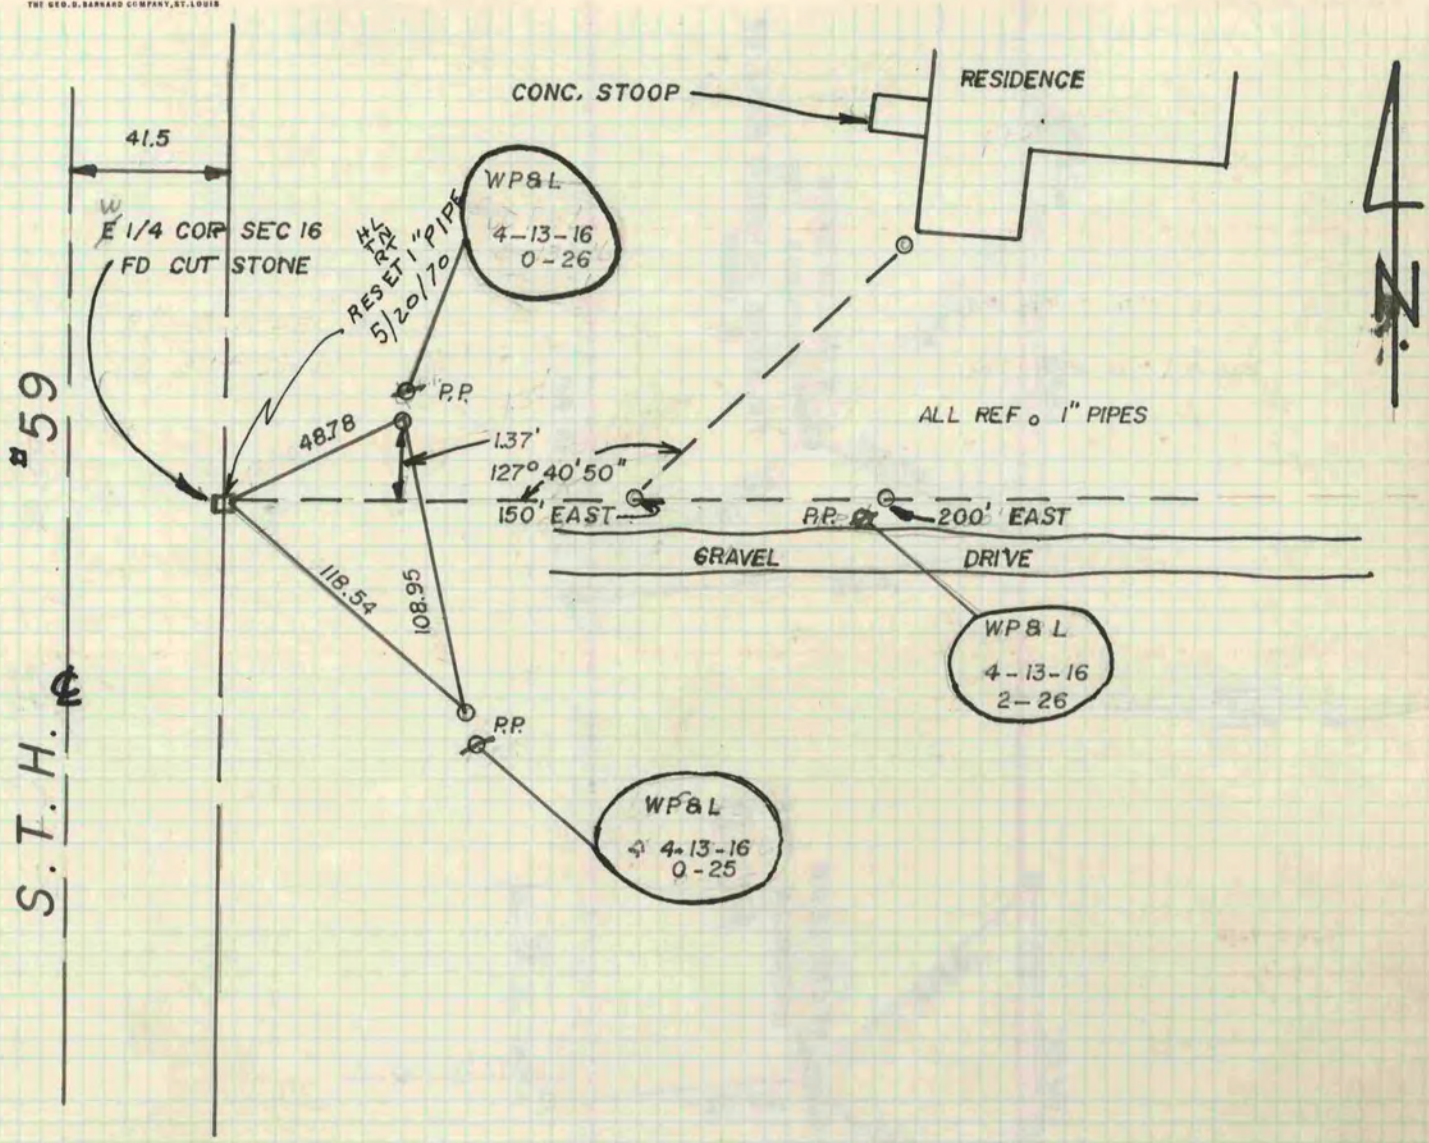 THE GEO.D.BARNARD COMPANY, ST. LOUIS
CONC. STOOP
RESIDENCE
41.5
WP&L
4-13-16
0-26
W
E 1/4 COR SEC 16
FD CUT STONE
RESET 1" PIPE
5/20/70
N.
P.P.
ALL REF o 1" PIPES
48.78
1.37'
127° 40' 50"
150' EAST
P.P.
200' EAST
GRAVEL DRIVE
118.54
108.95
WP&L
4-13-16
2-26
P.P.
WP&L
4-13-16
0-25
S.T.H. ℄ "59